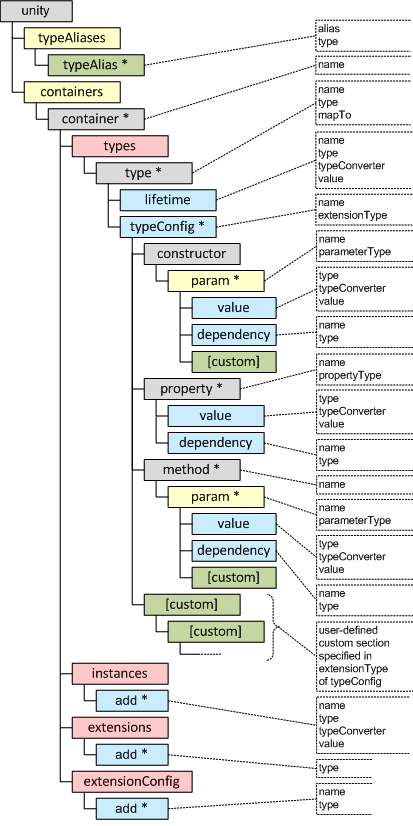 unity
typeAliases
alias
type
typeAlias *
name
containers
container *
name
type
mapTo
types
type *
name
type
typeConverter
value
lifetime
typeConfig *
name
extensionType
constructor
name
parameterType
param *
type
typeConverter
value
value
dependency
name
type
[custom]
property *
name
propertyType
value
type
typeConverter
value
dependency
name
type
method *
name
param *
name
parameterType
value
type
typeConverter
value
dependency
[custom]
name
type
[custom]
[custom]
user-defined
custom section
specified in
extensionType
of typeConfig
instances
add *
name
type
typeConverter
value
extensions
add *
type
extensionConfig
add *
name
type